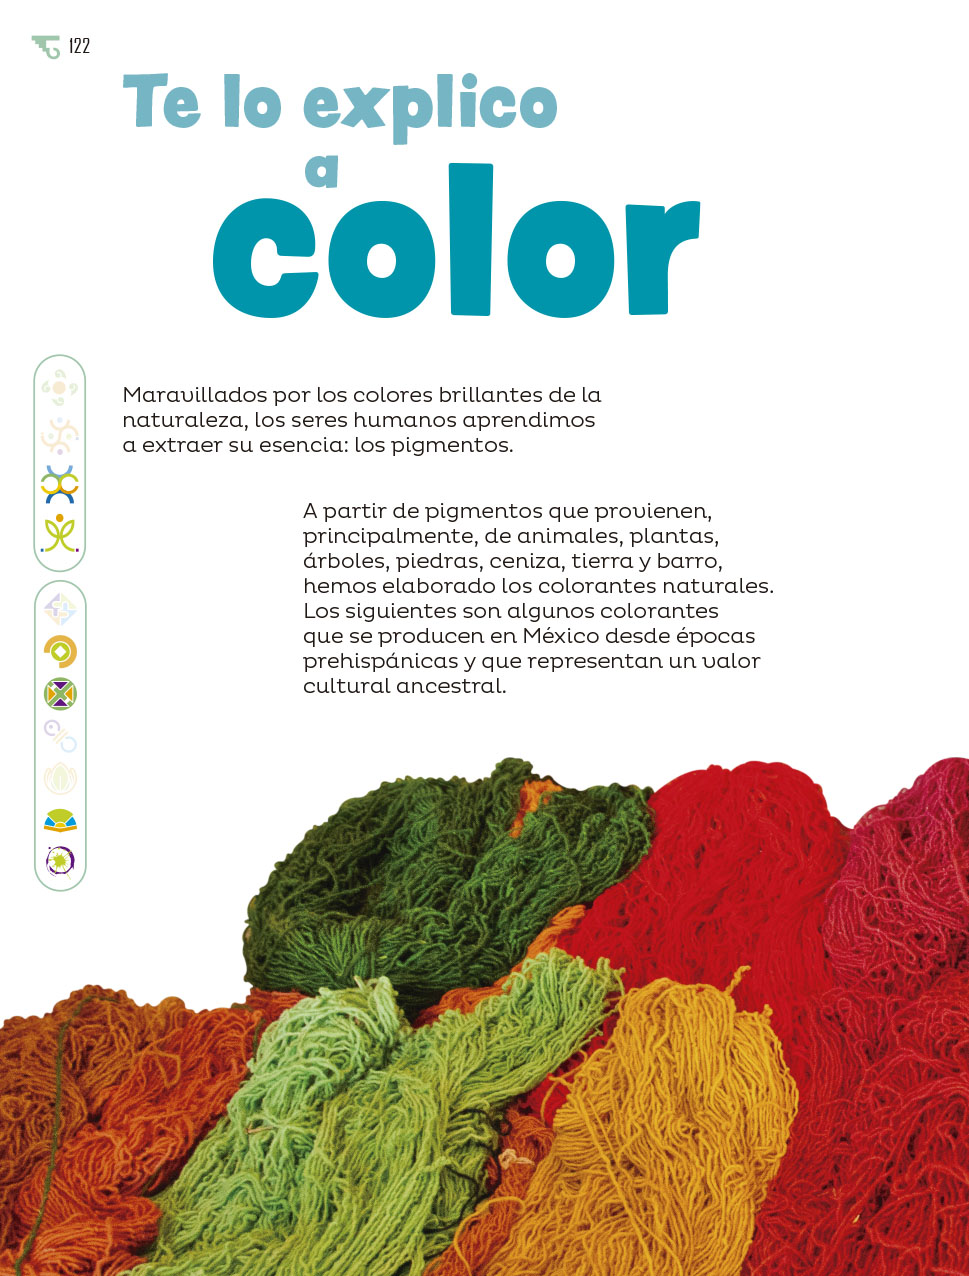 122
Te lo explico
a
color
Maravillados por los colores brillantes de la
naturaleza, los seres humanos aprendimos
a extraer su esencia: los pigmentos.
A partir de pigmentos que provienen,
principalmente, de animales, plantas,
árboles, piedras, ceniza, tierra y barro,
hemos elaborado los colorantes naturales.
Los siguientes son algunos colorantes
que se producen en México desde épocas
prehispánicas y que representan un valor
cultural ancestral.